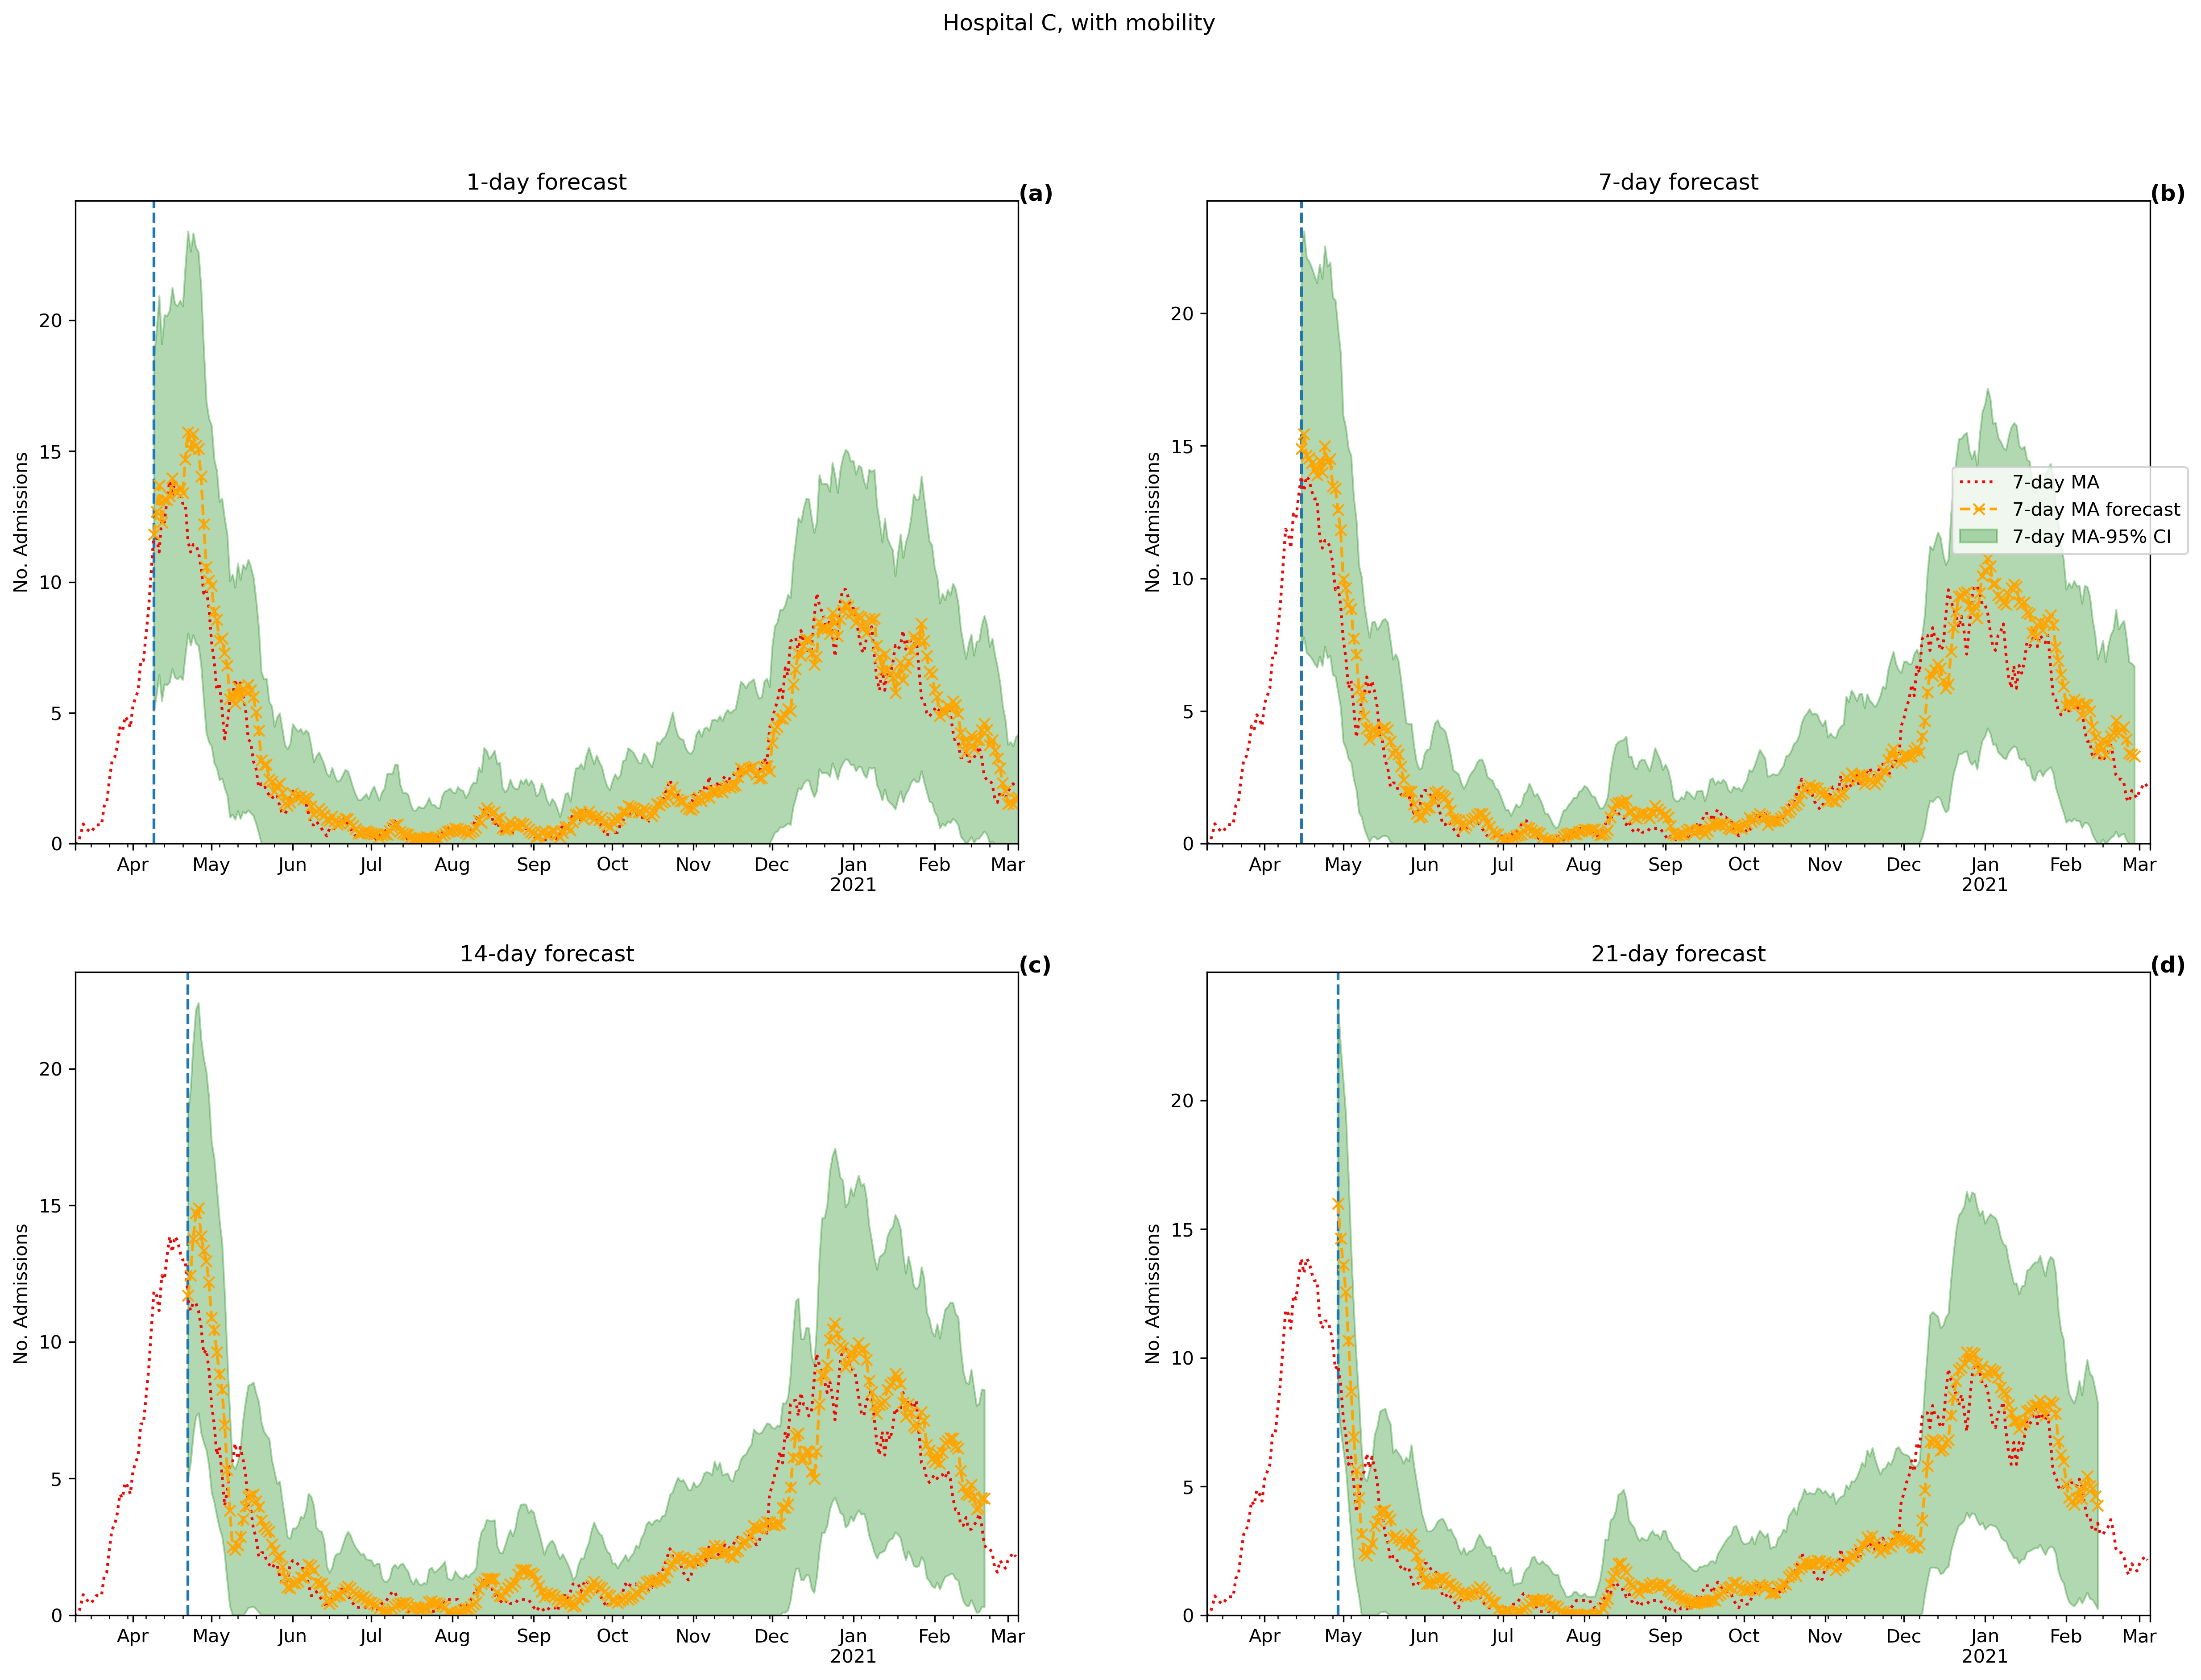 Hospital C, with mobility
1-day forecast
(a)
No. Admissions
20
15
10
5
0
Apr May Jun Jul Aug Sep Oct Nov Dec Jan Feb Mar
2021
7-day forecast
(b)
No. Admissions
20
15
10
5
0
7-day MA
7-day MA forecast
7-day MA-95% CI
Apr May Jun Jul Aug Sep Oct Nov Dec Jan Feb Mar
2021
14-day forecast
(c)
No. Admissions
20
15
10
5
0
Apr May Jun Jul Aug Sep Oct Nov Dec Jan Feb Mar
2021
21-day forecast
(d)
No. Admissions
20
15
10
5
0
Apr May Jun Jul Aug Sep Oct Nov Dec Jan Feb Mar
2021